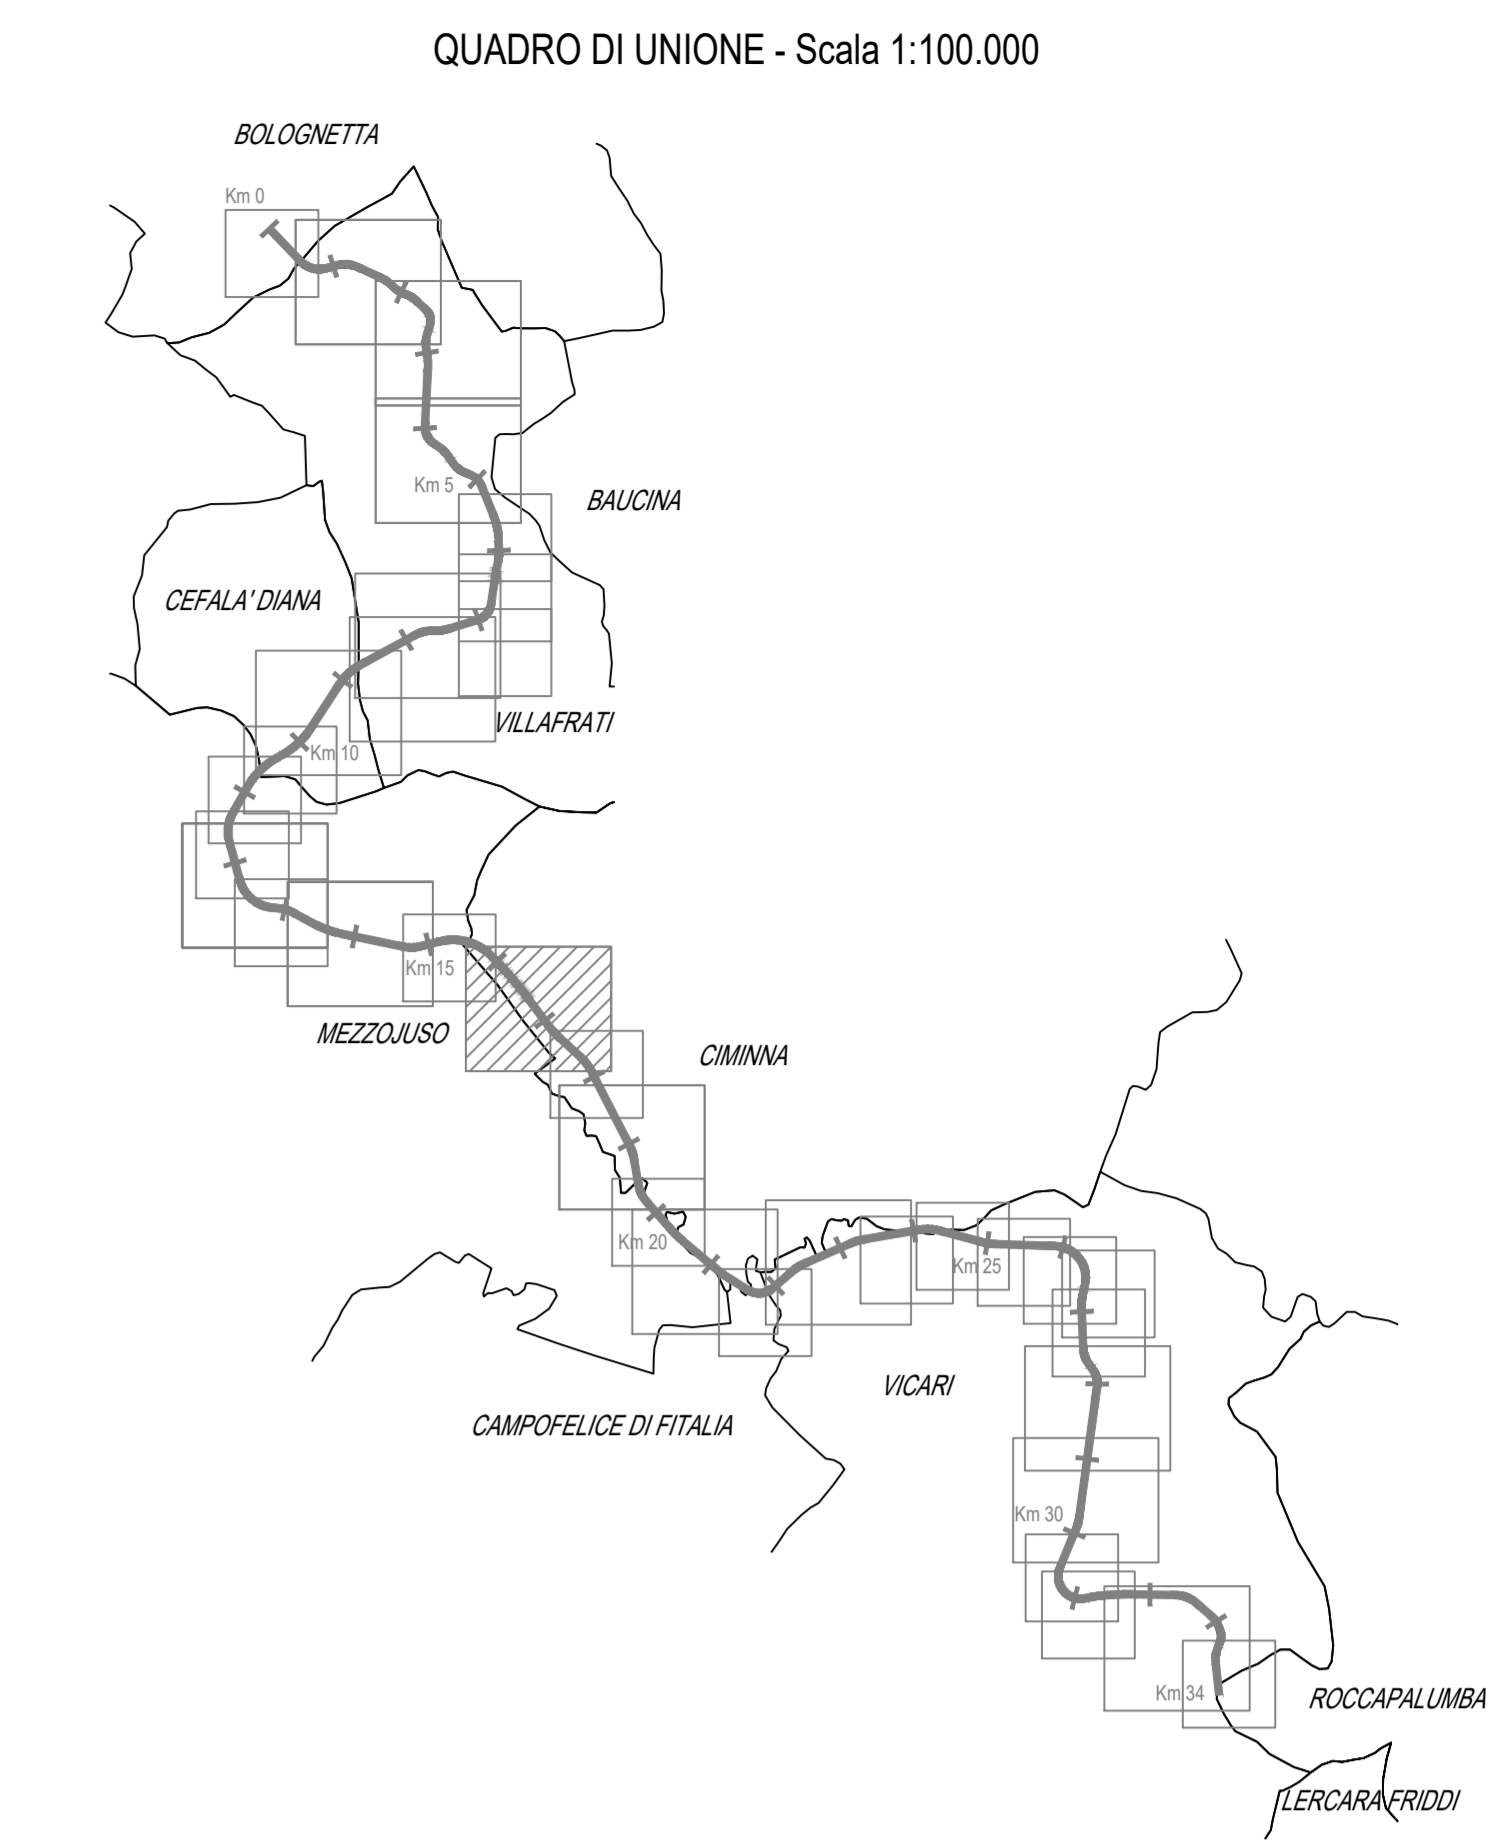 QUADRO DI UNIONE - Scala 1:100.000
BOLOGNETTA
Km 0
Km 5
BAUCINA
CEFALA' DIANA
VILLAFRATI
Km 10
Km 15
MEZZOJUSO
CIMINNA
Km 20
Km 25
VICARI
CAMPOFELICE DI FITALIA
Km 30
Km 34
ROCCAPALUMBA
LERCARA FRIDDI